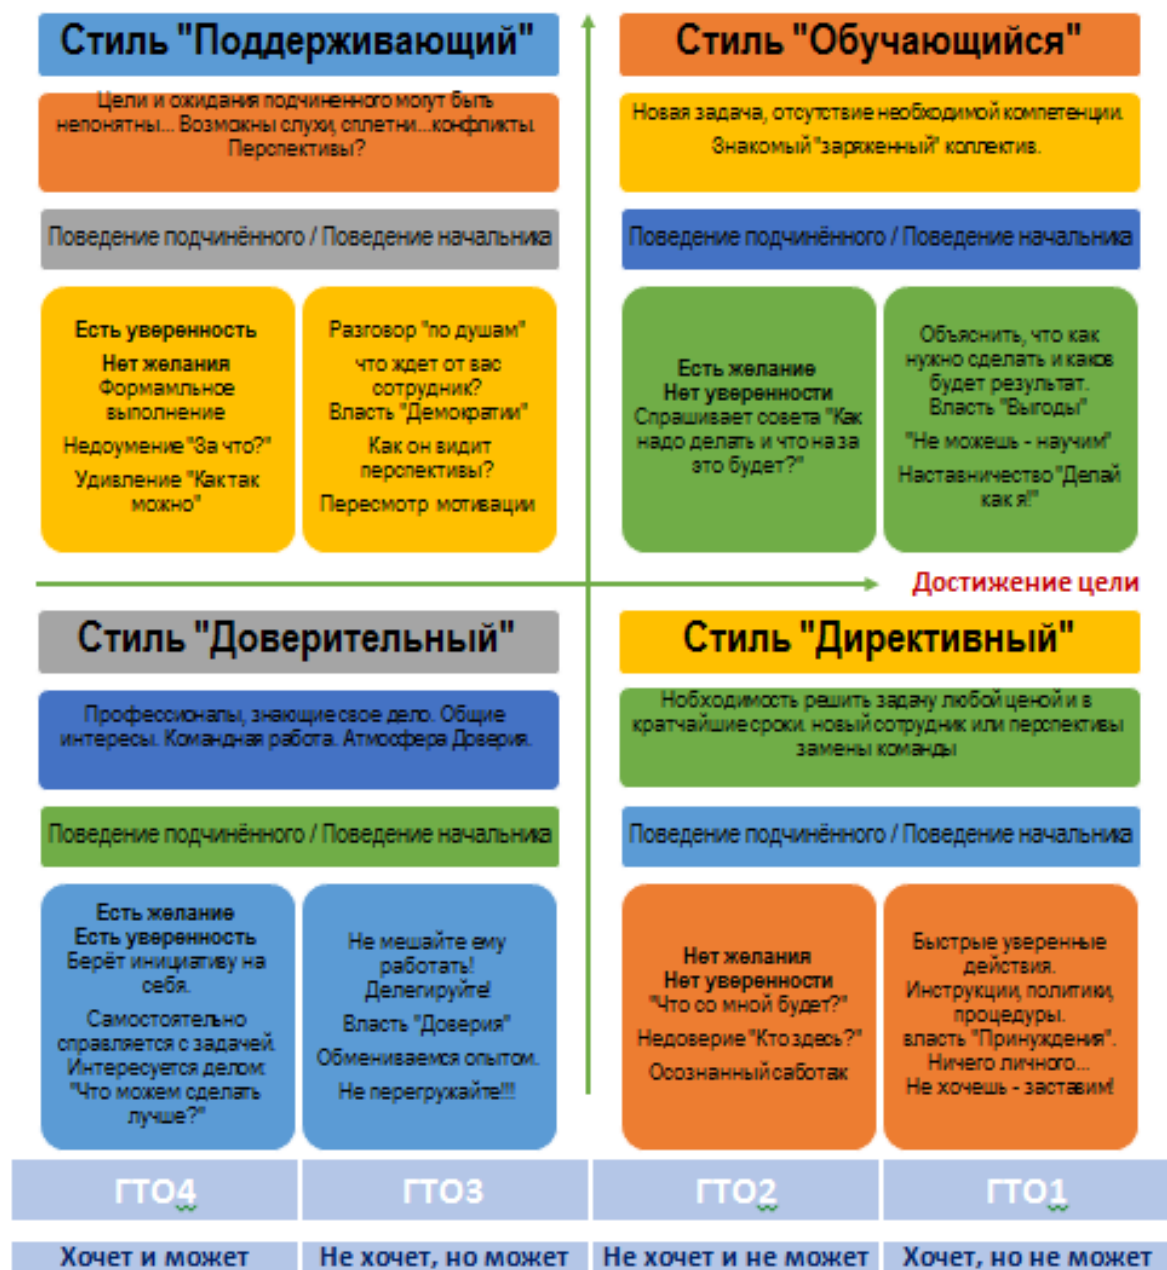 Стиль "Поддерживающий"
Цели и ожидания подчиненного могут быть
непонятны... Возможны слухи, сплетни...конфликты.
Перспективы?
Поведение подчинённого / Поведение начальника
Есть уверенность
Нет желания
Формамльное
выполнение
Недоумение "За что?"
Удивление "Как так
можно"
Разговор "по душам"
что ждет от вас
сотрудник?
Власть "Демократии"
Как он видит
перспективы?
Пересмотр мотивации
Стиль "Обучающийся"
Новая задача, отсутствие необходимой компетенции.
Знакомый "заряженный" коллектив.
Поведение подчинённого / Поведение начальника
Есть желание
Нет уверенности
Спрашивает совета "Как
надо делать и что на за
это будет?"
Объяснить, что как
нужно сделать и каков
будет результат.
Власть "Выгоды"
"Не можешь - научим"
Наставничество "Делай
как я!"
Достижение цели
Стиль "Доверительный"
Профессионалы, знающие свое дело. Общие
интересы. Командная работа. Атмосфера Доверия.
Поведение подчинённого / Поведение начальника
Есть желание
Есть уверенность
Берёт инициативу на
себя.
Самостоятельно
справляется с задачей.
Интересуется делом:
"Что можем сделать
лучше?"
Не мешайте ему
работать!
Делегируйте!
Власть "Доверия"
Обмениваемся опытом.
Не перегружайте!!!
Стиль "Директивный"
Нобходимость решить задачу любой ценой и в
кратчайшие сроки. новый сотрудник или перспективы
замены команды
Поведение подчинённого / Поведение начальника
Нет желания
Нет уверенности
"Что со мной будет?"
Недоверие "Кто здесь?"
Осознанный саботаж
Быстрые уверенные
действия.
Инструкции, политики,
процедуры.
власть "Принуждения".
Ничего личного...
Не хочешь - заставим!
ГТО4 ГТО3 ГТО2 ГТО1
Хочет и может Не хочет, но может Не хочет и не может Хочет, но не может